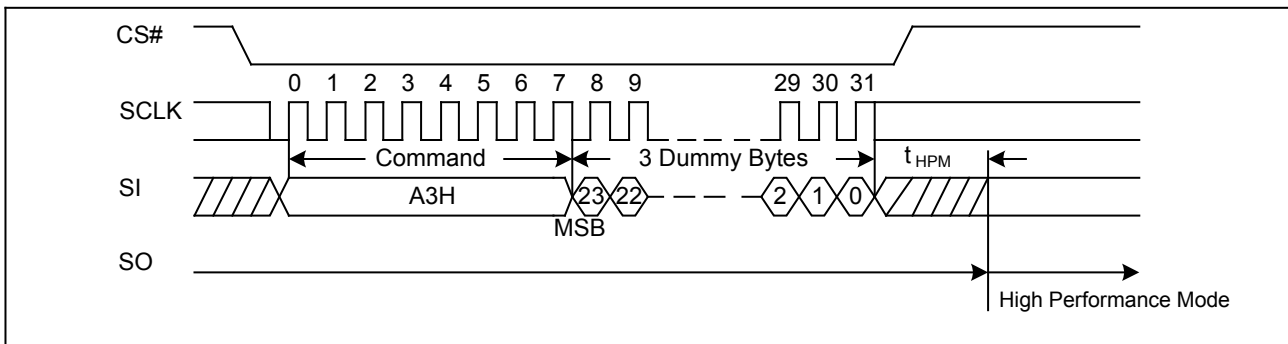 CS#
0 1 2 3 4 5 6 7 8 9 29 30 31
SCLK
Command 3 Dummy Bytes tHPM
SI A3H 23 22 2 1 0
MSB
SO
High Performance Mode